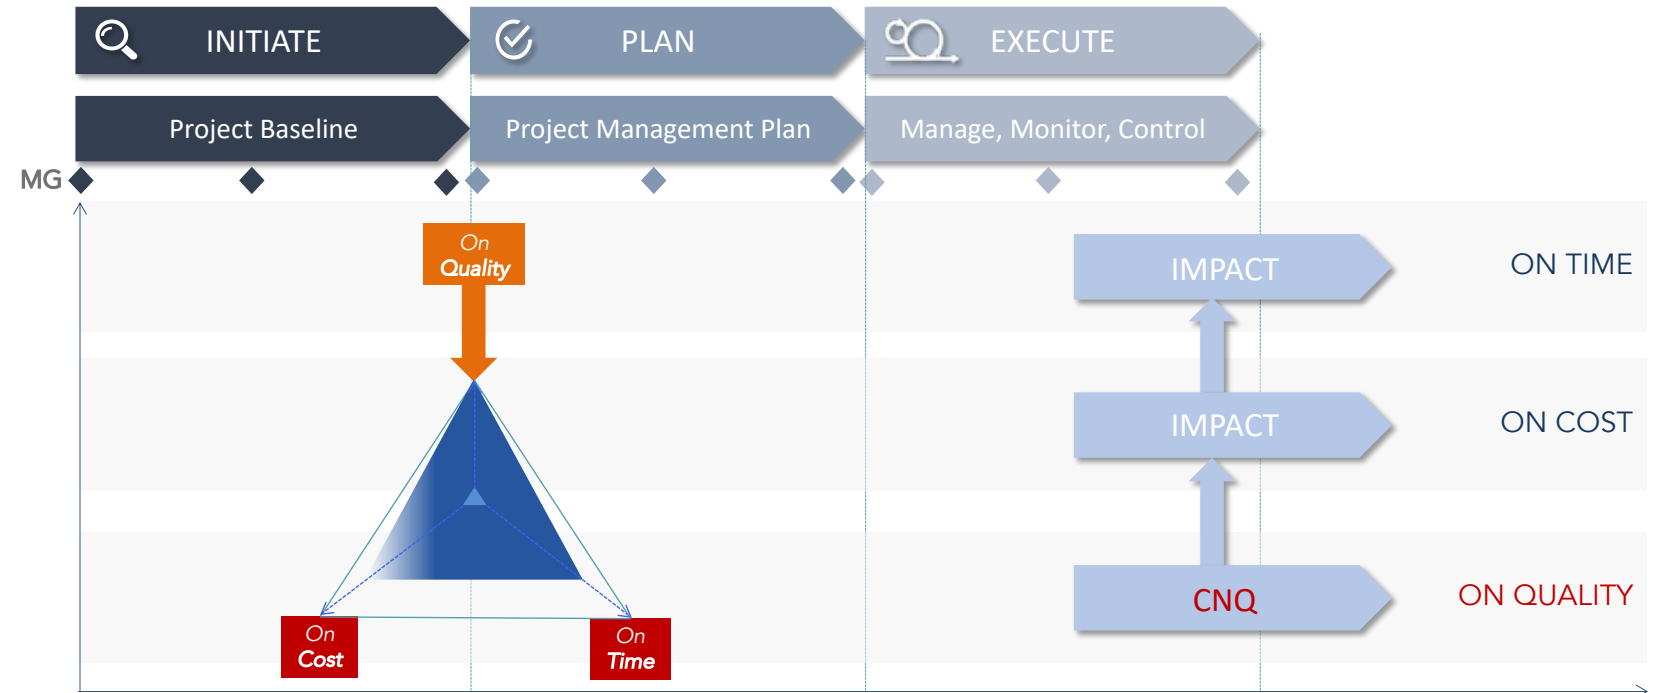 INITIATE
PLAN
EXECUTE
Project Baseline
Project Management Plan
Manage, Monitor, Control
MG
On
Quality
IMPACT
ON TIME
IMPACT
ON COST
CNQ
ON QUALITY
On
Cost
On
Time